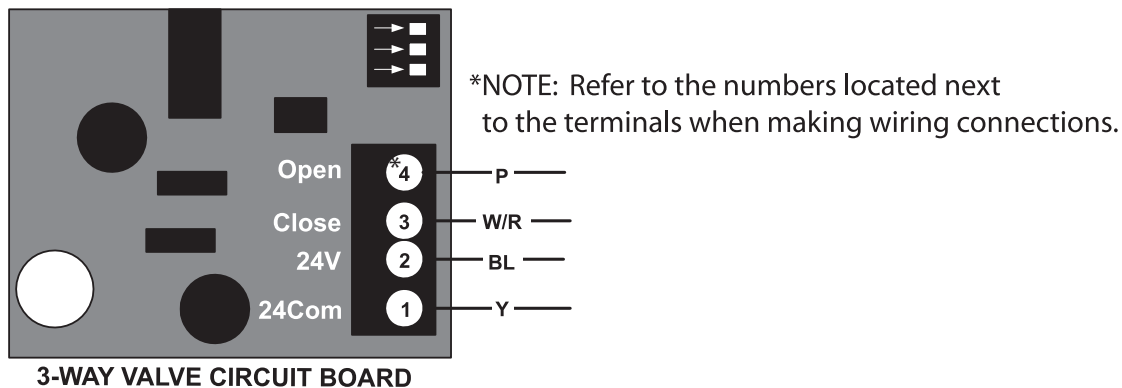 *NOTE: Refer to the numbers located next
to the terminals when making wiring connections.
Open *4 P
Close 3 W/R
24V 2 BL
24Com 1 Y
3-WAY VALVE CIRCUIT BOARD